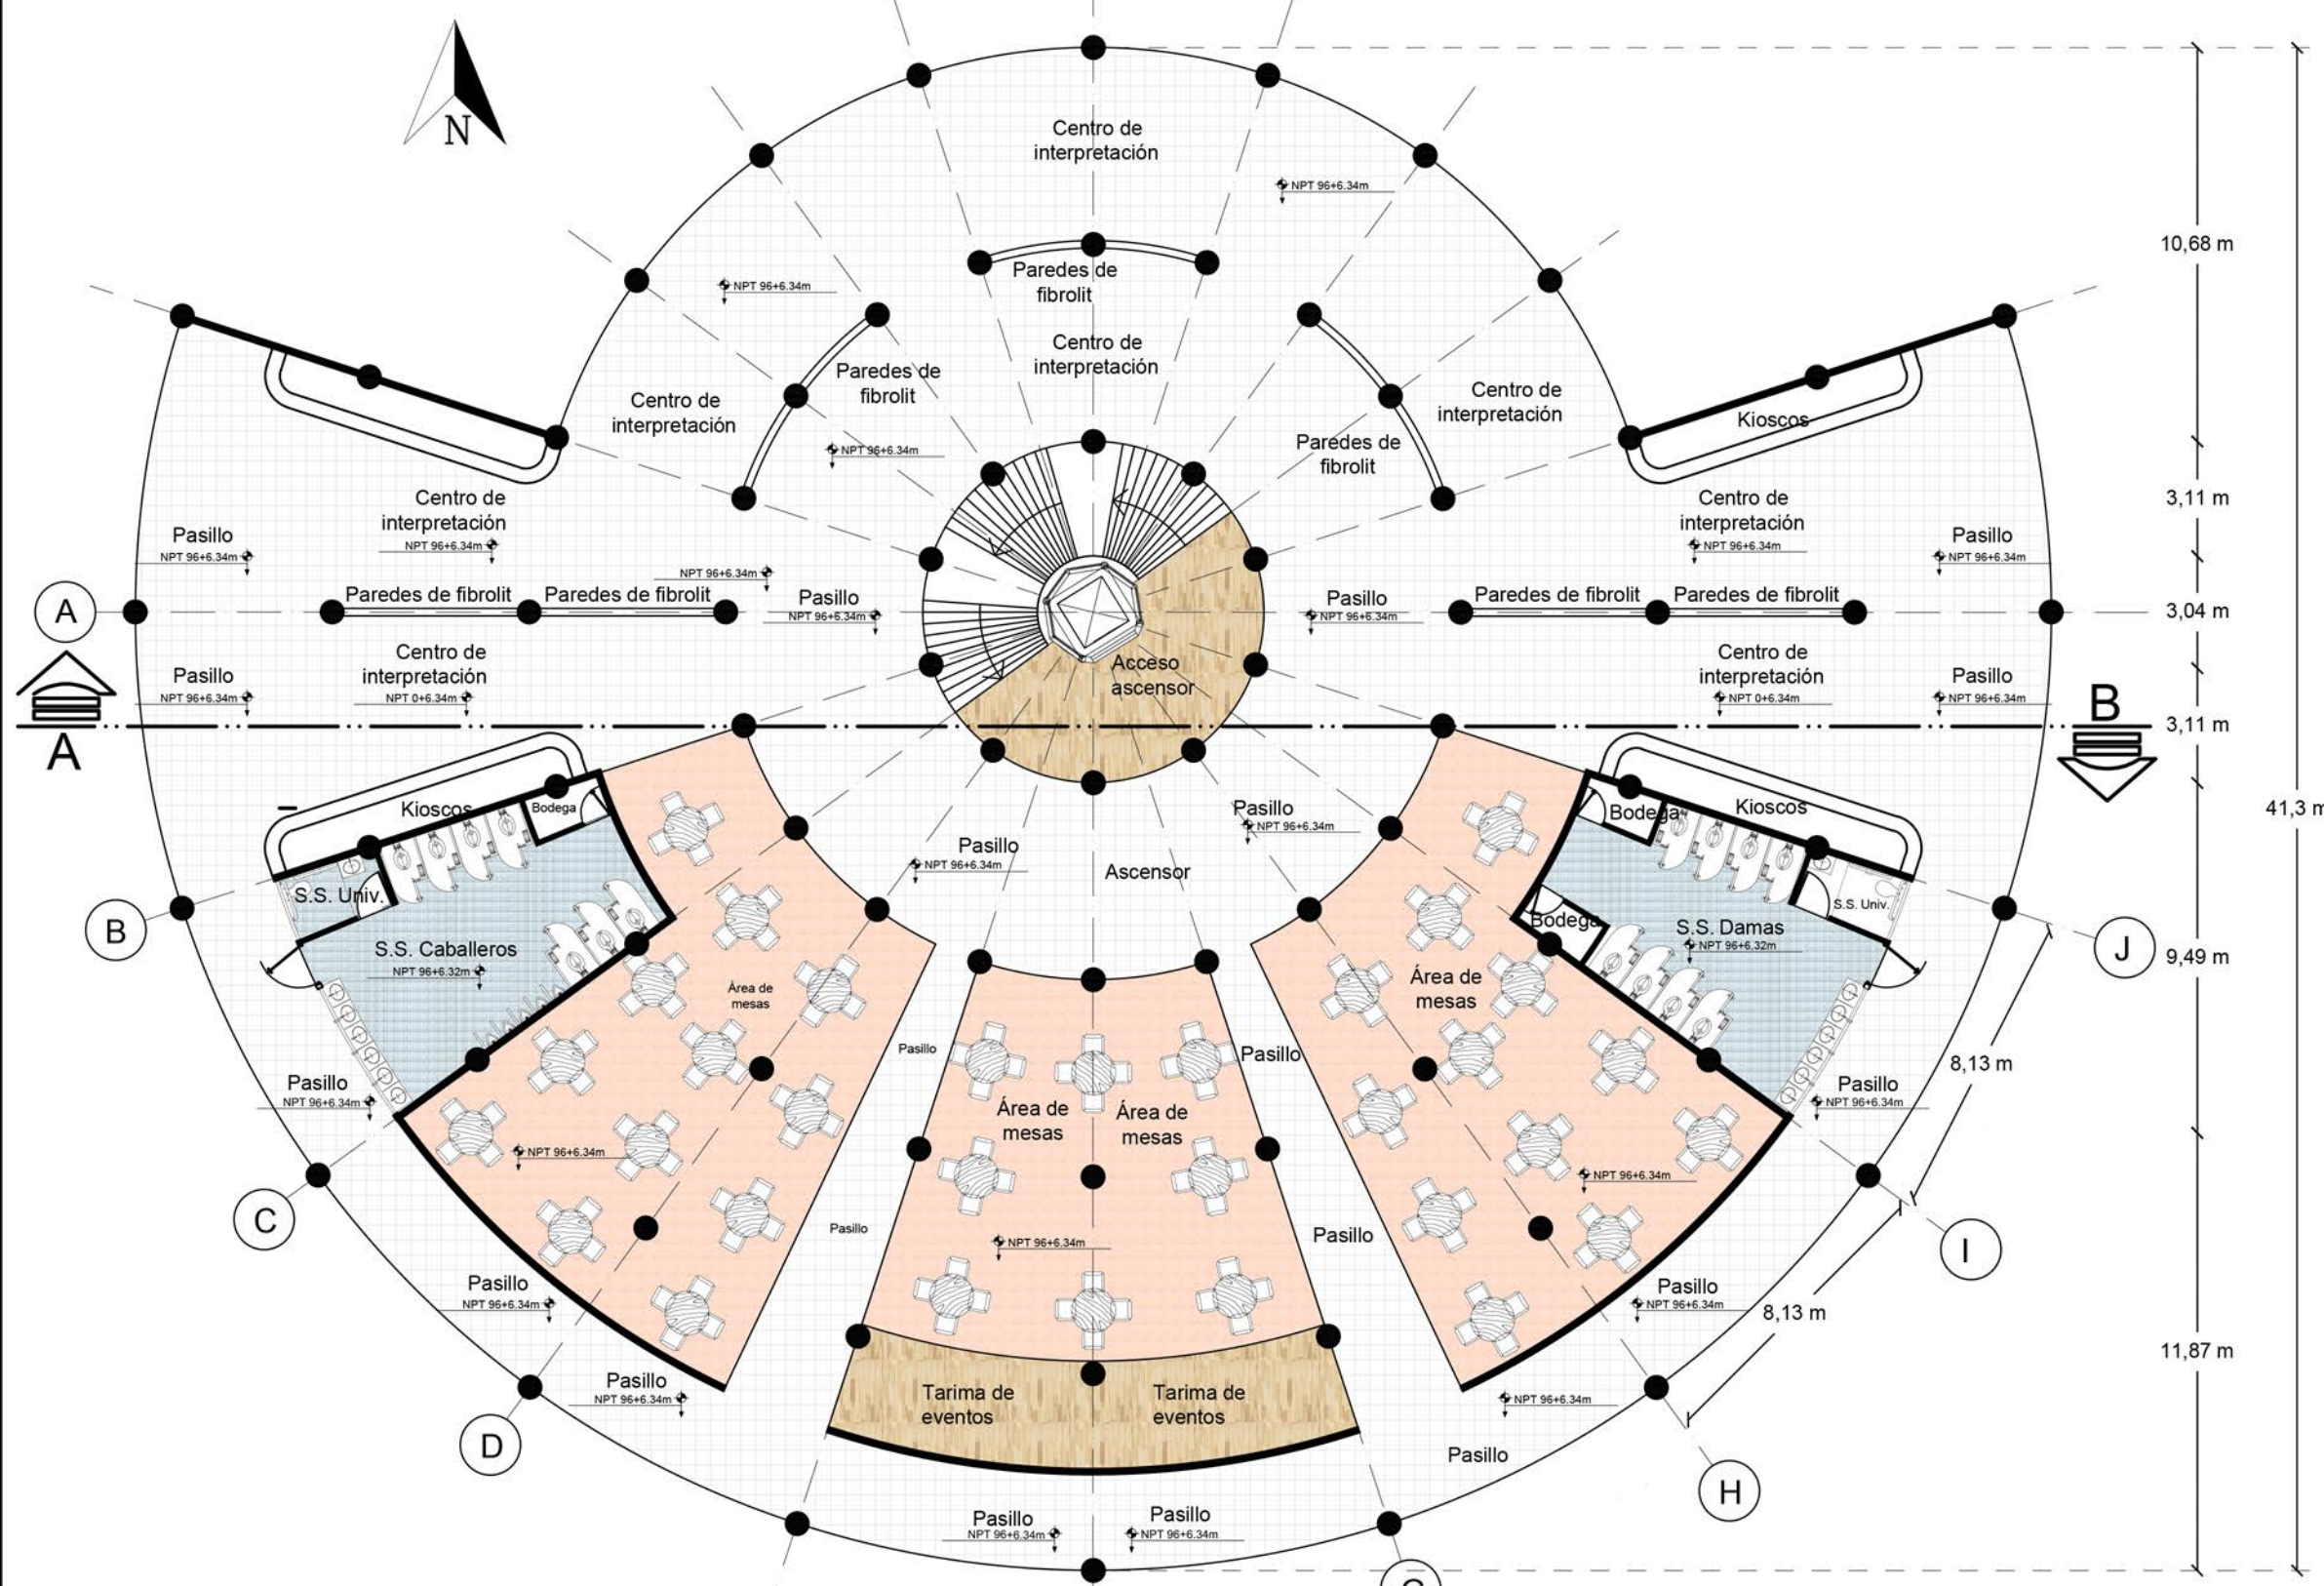 N
Centro de
interpretación
NPT 96+6.34m
10,68 m
Paredes de
fibrolit
NPT 96+6.34m
Centro de
interpretación
Paredes de
fibrolit
Centro de
interpretación
Centro de
interpretación
Kioscos
Paredes de
fibrolit
NPT 96+6.34m
Centro de
interpretación
NPT 96+6.34m
Pasillo
NPT 96+6.34m
Centro de
interpretación
NPT 96+6.34m
Pasillo
NPT 96+6.34m
3,11 m
NPT 96+6.34m
A
Paredes de fibrolit
Paredes de fibrolit
Pasillo
NPT 96+6.34m
Pasillo
NPT 96+6.34m
Paredes de fibrolit
Paredes de fibrolit
3,04 m
Pasillo
NPT 96+6.34m
Centro de
interpretación
NPT 0+6.34m
Acceso
ascensor
Centro de
interpretación
NPT 0+6.34m
Pasillo
NPT 96+6.34m
B
A
3,11 m
Kioscos
Bodega
Pasillo
NPT 96+6.34m
Bodega
Kioscos
41,3 m
Pasillo
NPT 96+6.34m
Ascensor
S.S. Univ.
S.S. Univ.
B
S.S. Caballeros
NPT 96+6.32m
Bodega
S.S. Damas
NPT 96+6.32m
J
9,49 m
Área de
mesas
Área de
mesas
Pasillo
Pasillo
8,13 m
Pasillo
NPT 96+6.34m
Área de
mesas
Área de
mesas
Pasillo
NPT 96+6.34m
NPT 96+6.34m
NPT 96+6.34m
C
Pasillo
NPT 96+6.34m
Pasillo
I
Pasillo
NPT 96+6.34m
Pasillo
NPT 96+6.34m
8,13 m
11,87 m
Pasillo
NPT 96+6.34m
Tarima de
eventos
Tarima de
eventos
NPT 96+6.34m
D
Pasillo
H
Pasillo
NPT 96+6.34m
Pasillo
NPT 96+6.34m